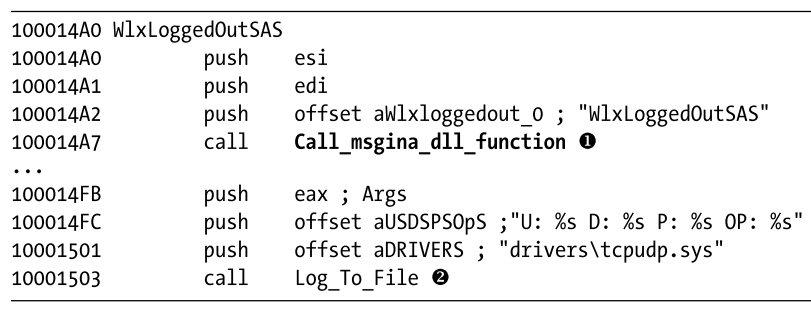 100014A0 WlxLoggedOutSAS
100014A0 push esi
100014A1 push edi
100014A2 push offset aWlxloggedout_0 ; "WlxLoggedOutSAS"
100014A7 call Call_msgina_dll_function ❶
...
100014FB push eax ; Args
100014FC push offset aUSDSPSOpS ;"U: %s D: %s P: %s OP: %s"
10001501 push offset aDRIVERS ; "drivers\tcpudp.sys"
10001503 call Log_To_File ❷